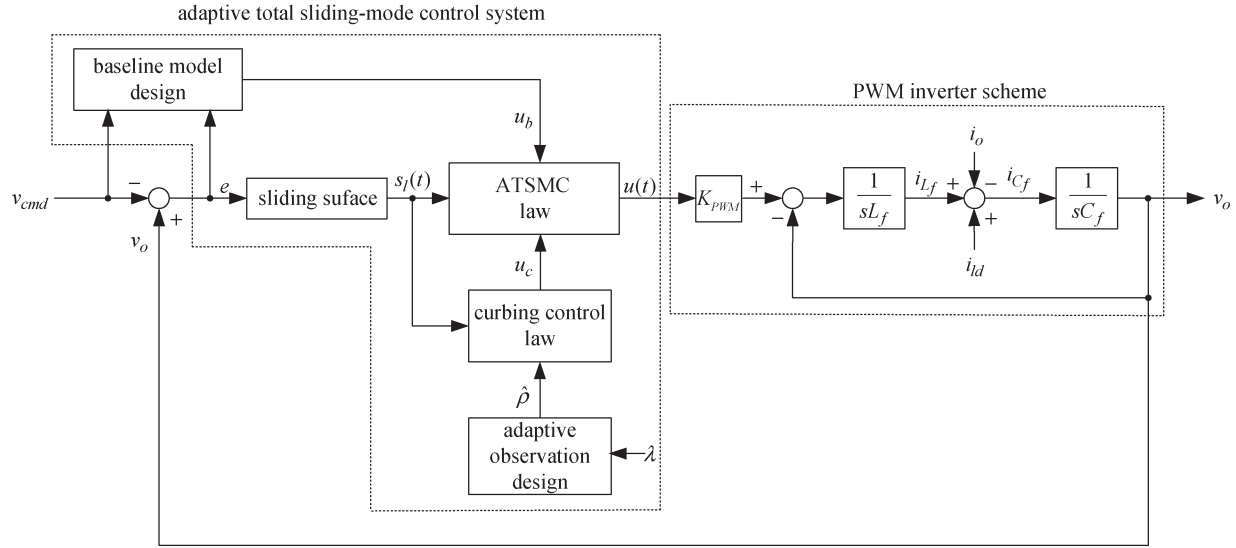 adaptive total sliding-mode control system
baseline model
design
PWM inverter scheme
u_b
i_o
v_cmd
−
e
sliding suface
s_I(t)
ATSMC
law
u(t)
K_PWM
+
−
1
sL_f
i_Lf
+
−
i_Cf
1
sC_f
v_o
+
v_o
+
i_ld
u_c
curbing control
law
ρ̂
adaptive
observation
design
λ